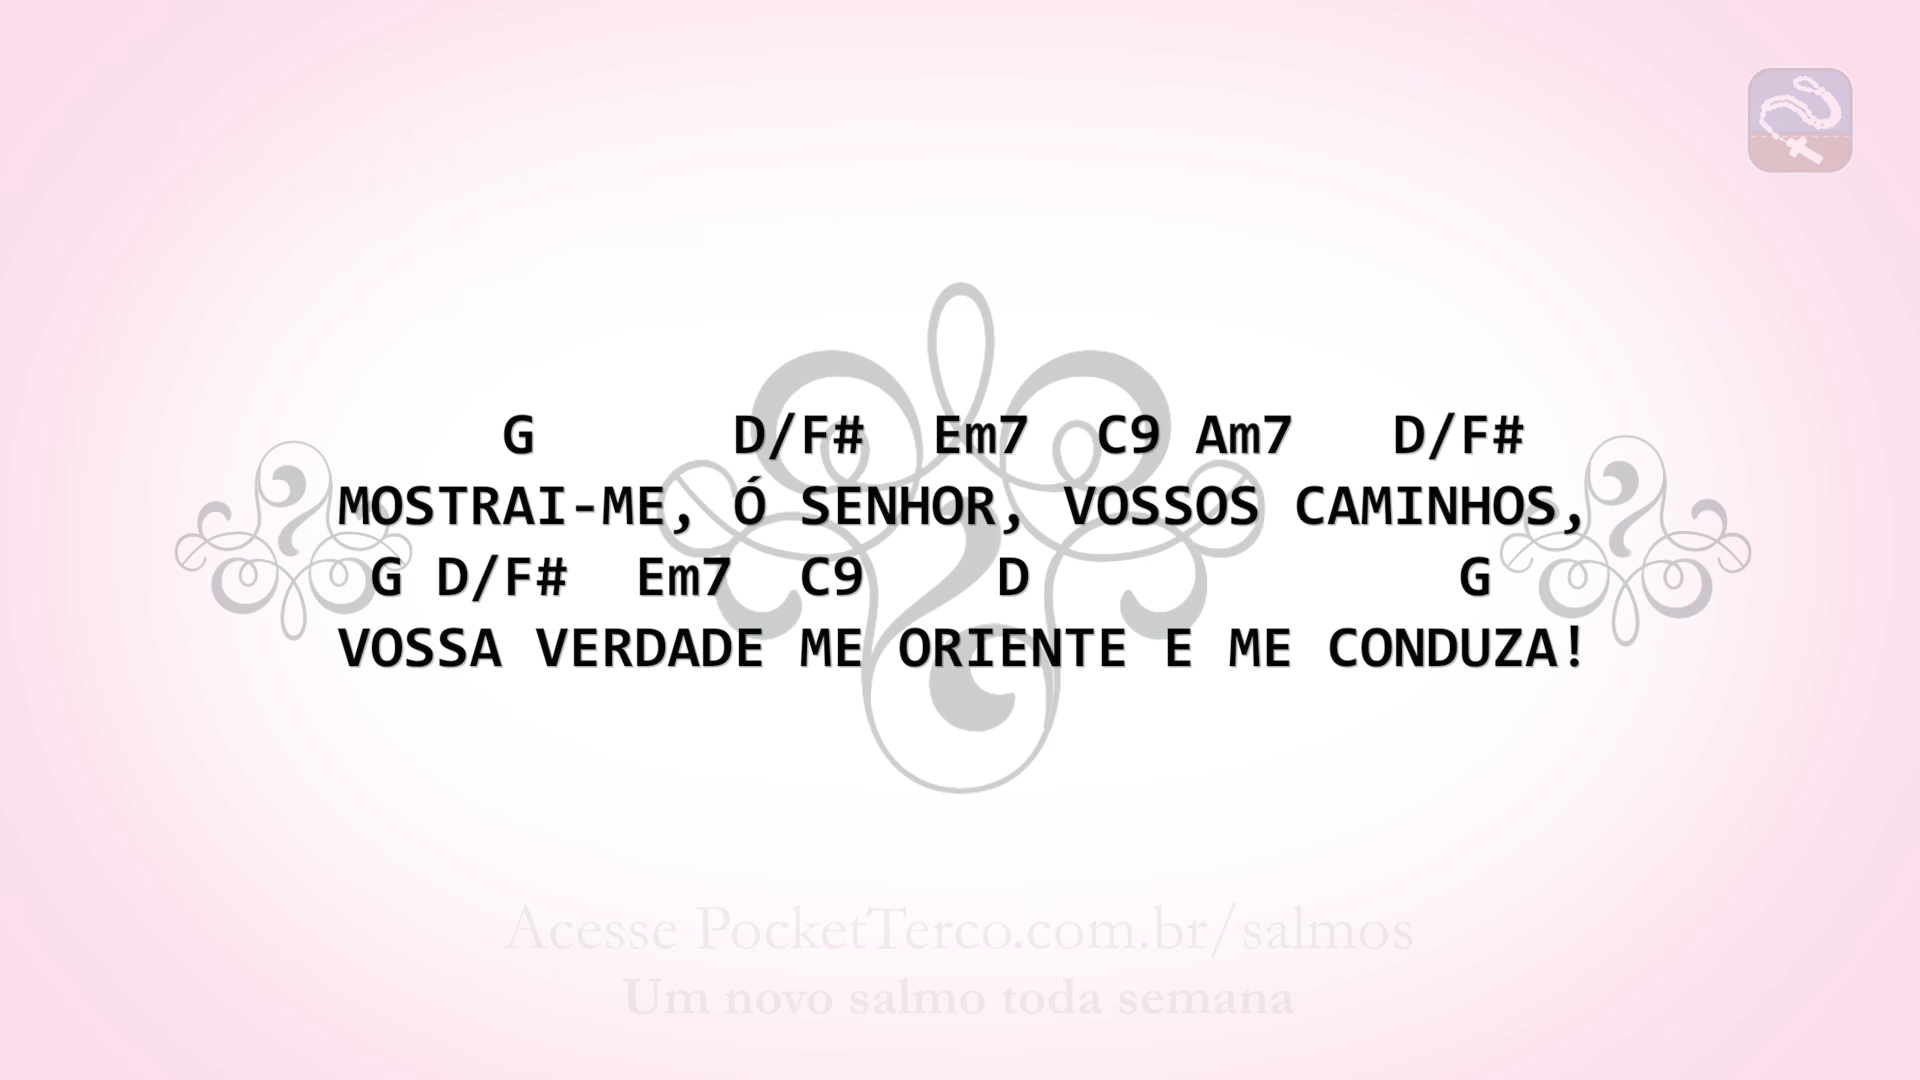 G D/F# Em7 C9 Am7 D/F#
MOSTRAI-ME, Ó SENHOR, VOSSOS CAMINHOS,
G D/F# Em7 C9 D G
VOSSA VERDADE ME ORIENTE E ME CONDUZA!
Acesse PocketTerco.com.br/salmos
Um novo salmo toda semana